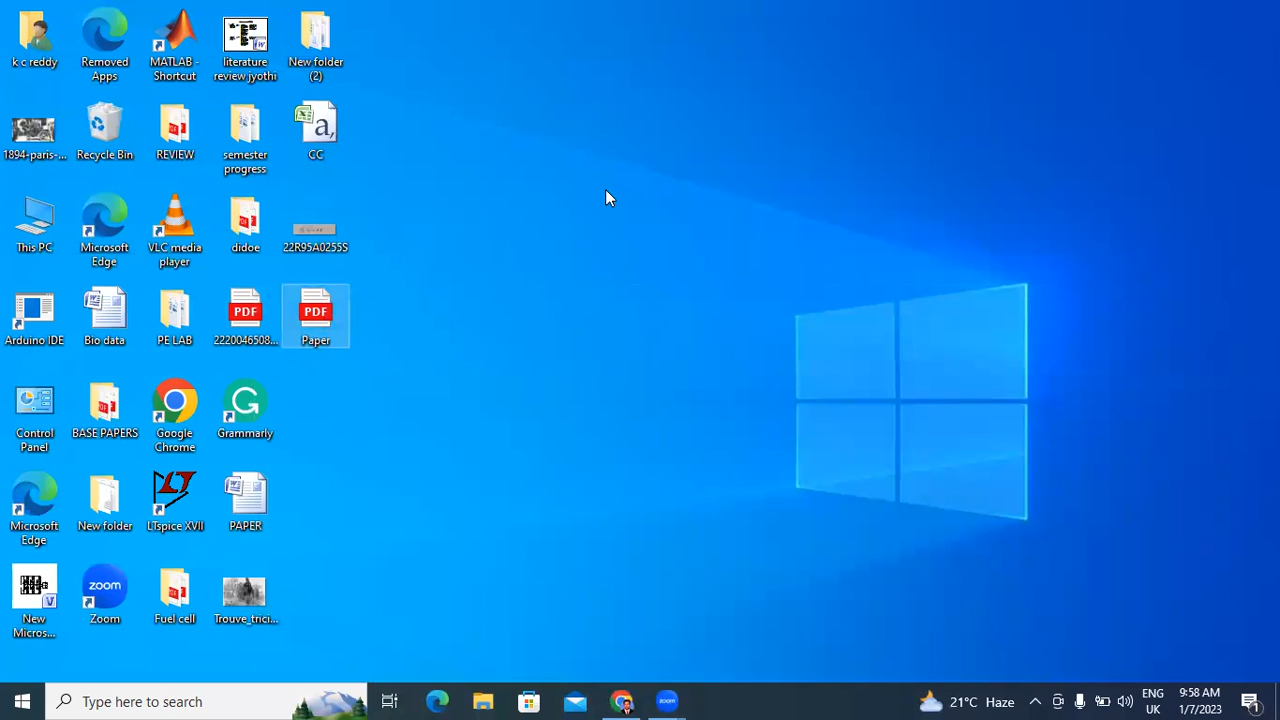 k c reddy
Removed Apps
MATLAB - Shortcut
literature review jyothi
New folder (2)
1894-paris-...
Recycle Bin
REVIEW
semester progress
CC
This PC
Microsoft Edge
VLC media player
didoe
22R95A0255S
Arduino IDE
Bio data
PE LAB
PDF
2220046508...
PDF
Paper
Control Panel
BASE PAPERS
Google Chrome
Grammarly
Microsoft Edge
New folder
LTspice XVII
PAPER
New Micros...
zoom
Zoom
Fuel cell
Trouve_trici...
Type here to search
zoom
21°C Haze
ENG
UK
9:58 AM
1/7/2023
1